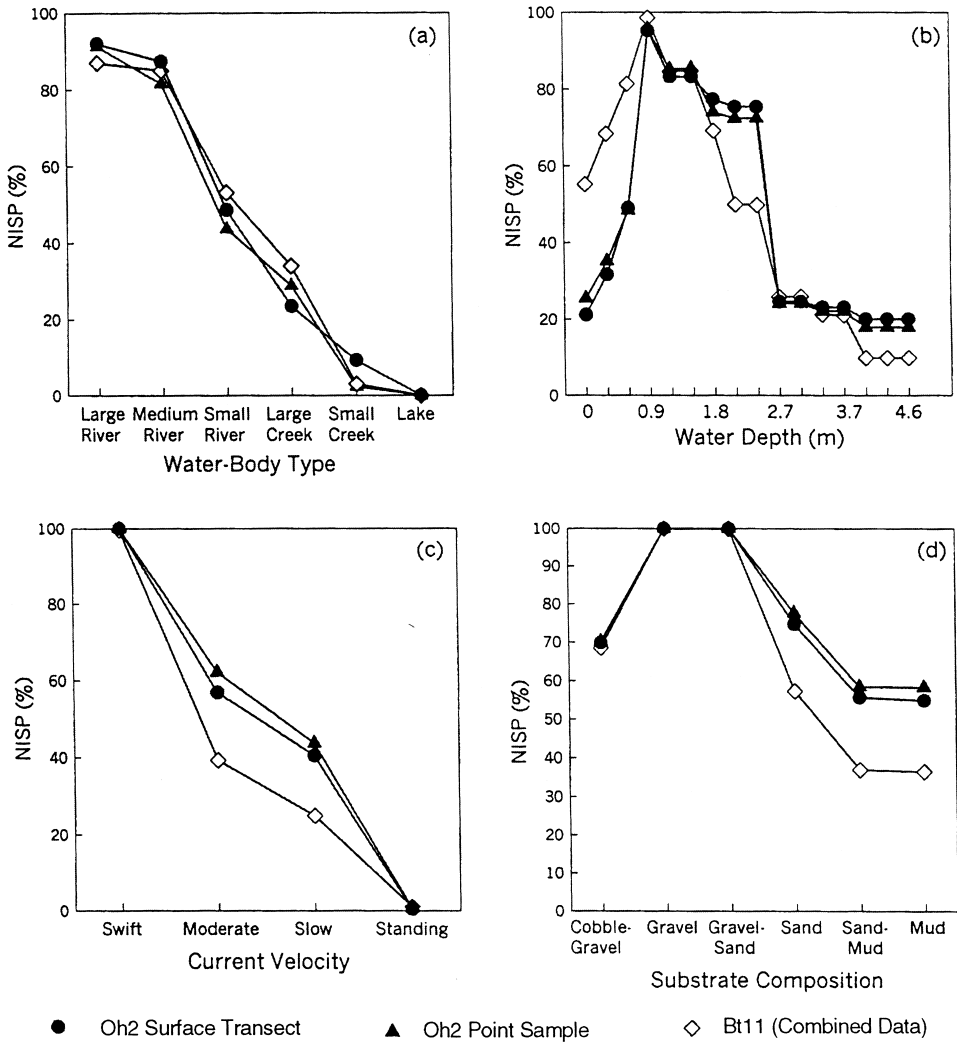 (a)
NISP (%)
100
80
60
40
20
0
Large River
Medium River
Small River
Large Creek
Small Creek
Lake
Water-Body Type
(b)
NISP (%)
100
80
60
40
20
0
0 0.9 1.8 2.7 3.7 4.6
Water Depth (m)
(c)
NISP (%)
100
80
60
40
20
0
Swift Moderate Slow Standing
Current Velocity
(d)
NISP (%)
100
90
80
70
60
50
40
30
20
10
0
Cobble-Gravel
Gravel
Gravel-Sand
Sand
Sand-Mud
Mud
Substrate Composition
Oh2 Surface Transect
Oh2 Point Sample
Bt11 (Combined Data)